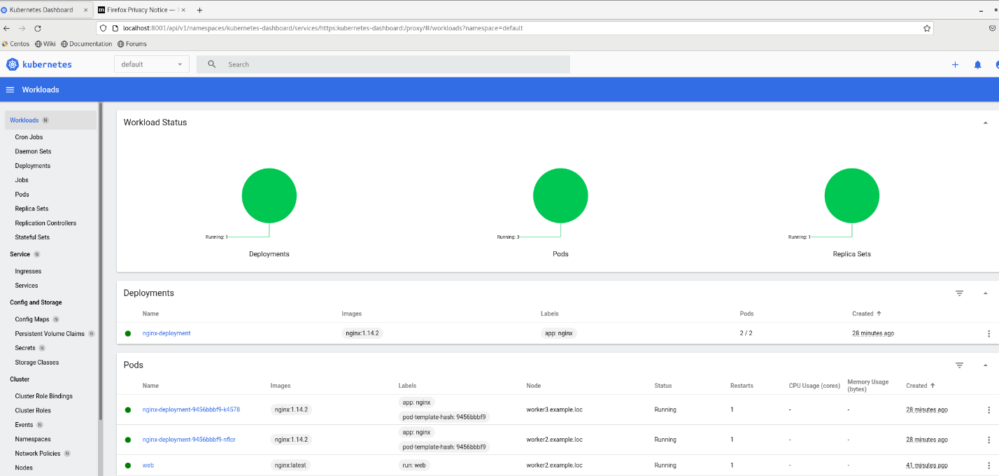 Kubernetes Dashboard
Firefox Privacy Notice —
localhost:8001/api/v1/namespaces/kubernetes-dashboard/services/https:kubernetes-dashboard:/proxy/#/workloads?namespace=default
Centos Wiki Documentation Forums
kubernetes default Search
Workloads
Workloads N
Cron Jobs
Daemon Sets
Deployments
Jobs
Pods
Replica Sets
Replication Controllers
Stateful Sets
Service N
Ingresses
Services
Config and Storage
Config Maps N
Persistent Volume Claims N
Secrets N
Storage Classes
Cluster
Cluster Role Bindings
Cluster Roles
Events N
Namespaces
Network Policies N
Nodes
Workload Status
Running: 1 Running: 3 Running: 1
Deployments Pods Replica Sets
Deployments
Name Images Labels Pods Created
nginx-deployment nginx:1.14.2 app: nginx 2 / 2 28 minutes ago
Pods
Name Images Labels Node Status Restarts CPU Usage (cores) Memory Usage (bytes) Created
nginx-deployment-9456bbbf9-k4578 nginx:1.14.2 app: nginx pod-template-hash: 9456bbbf9 worker3.example.loc Running 1 - - 28 minutes ago
nginx-deployment-9456bbbf9-nflcr nginx:1.14.2 app: nginx pod-template-hash: 9456bbbf9 worker2.example.loc Running 1 - - 28 minutes ago
web nginx:latest run: web worker2.example.loc Running 1 - - 41 minutes ago